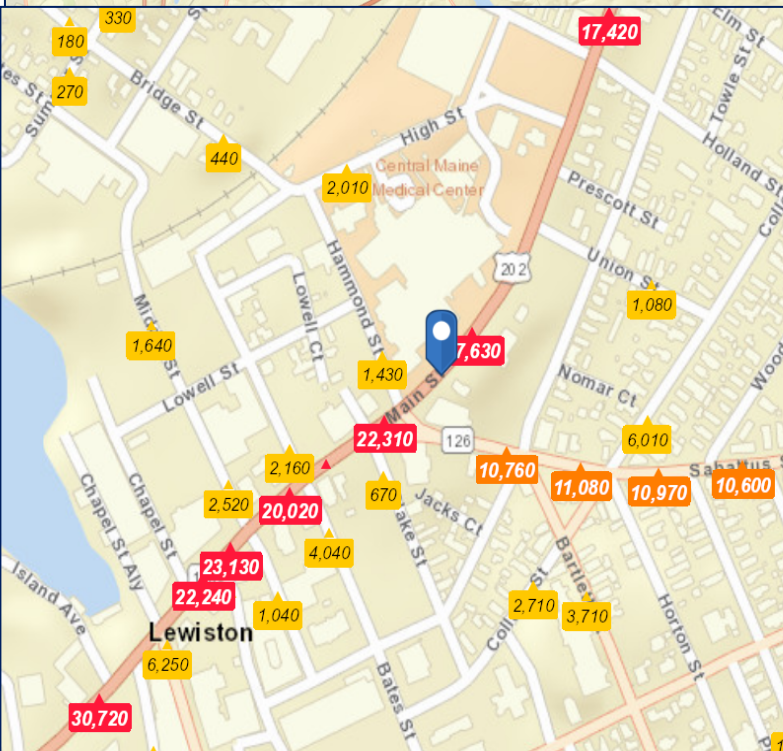 330
180
17,420
Elm St
270
Bridge St
Towle St
440
High St
Central Maine
Medical Center
2,010
Holland St
Prescott St
Hammond St
202
Union St
Lowell Ct
1,080
1,640
7,630
Lowell St
1,430
Nomar Ct
Main St
22,310
126
6,010
2,160
10,760
Sabattus
11,080
10,970
10,600
2,520
20,020
670
Jacks Ct
Chapel St
Chapel St Aly
4,040
23,130
Bartlett
22,240
Island Ave
1,040
2,710
3,710
Horton St
Lewiston
6,250
Bates St
30,720